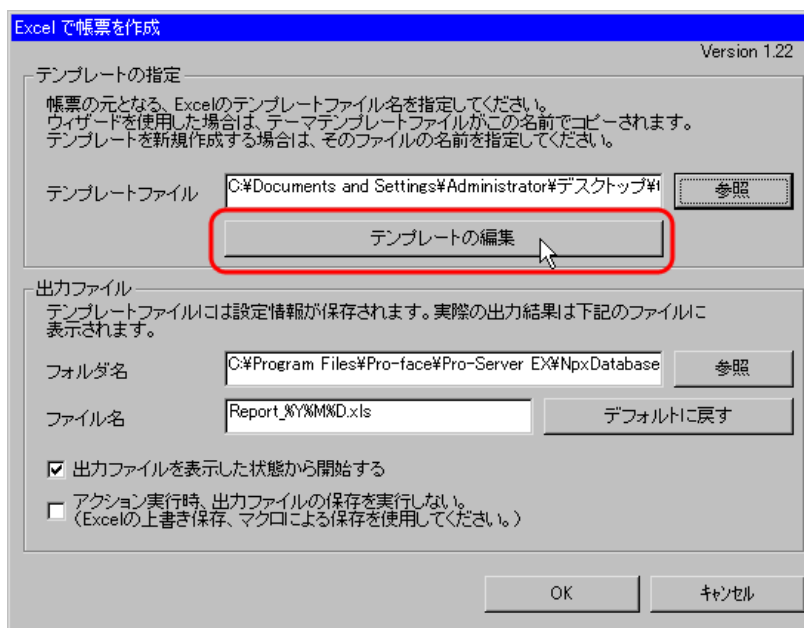 Excel で帳票を作成
Version 1.22
テンプレートの指定
帳票の元となる、Excelのテンプレートファイル名を指定してください。
ウィザードを使用した場合は、テーマテンプレートファイルがこの名前でコピーされます。
テンプレートを新規作成する場合は、そのファイルの名前を指定してください。
テンプレートファイル
C:¥Documents and Settings¥Administrator¥デスクトップ¥t
参照
テンプレートの編集
出力ファイル
テンプレートファイルには設定情報が保存されます。実際の出力結果は下記のファイルに
表示されます。
フォルダ名
C:¥Program Files¥Pro-face¥Pro-Server EX¥NpxDatabase
参照
ファイル名
Report_%Y%M%D.xls
デフォルトに戻す
出力ファイルを表示した状態から開始する
アクション実行時、出力ファイルの保存を実行しない。
(Excelの上書き保存、マクロによる保存を使用してください。)
OK
キャンセル